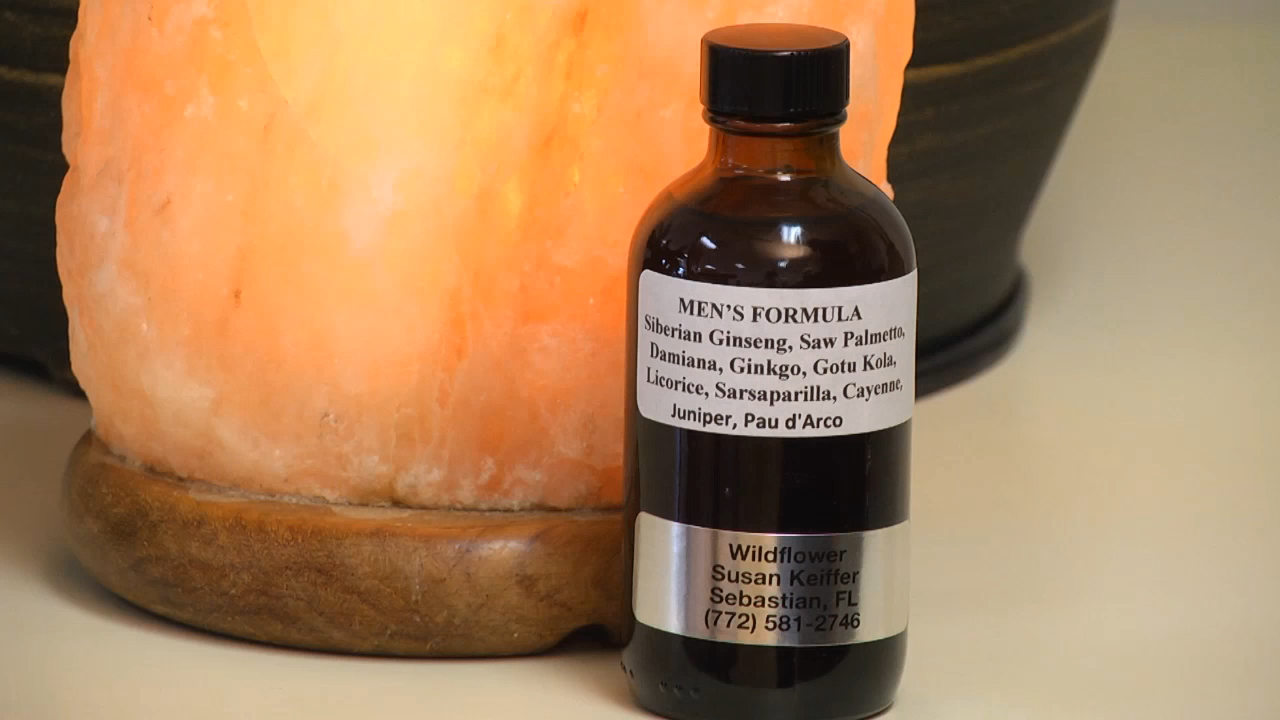 MEN'S FORMULA
Siberian Ginseng, Saw Palmetto,
Damiana, Ginkgo, Gotu Kola,
Licorice, Sarsaparilla, Cayenne,
Juniper, Pau d'Arco
Wildflower
Susan Keiffer
Sebastian, FL
(772) 581-2746